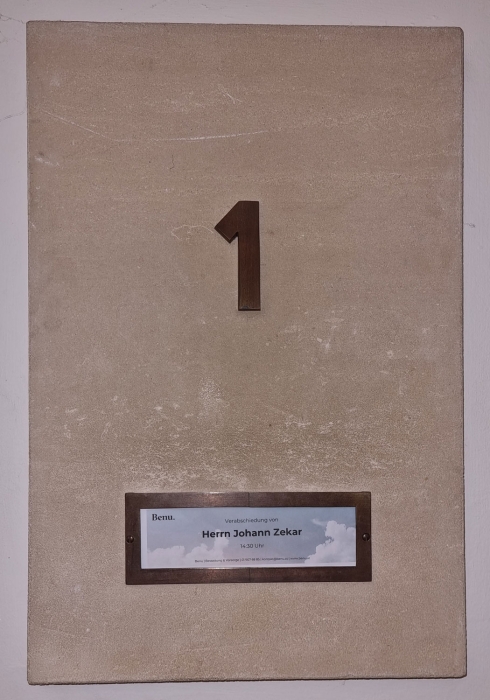 1
Benu.
Verabschiedung von
Herrn Johann Zekar
14.30 Uhr